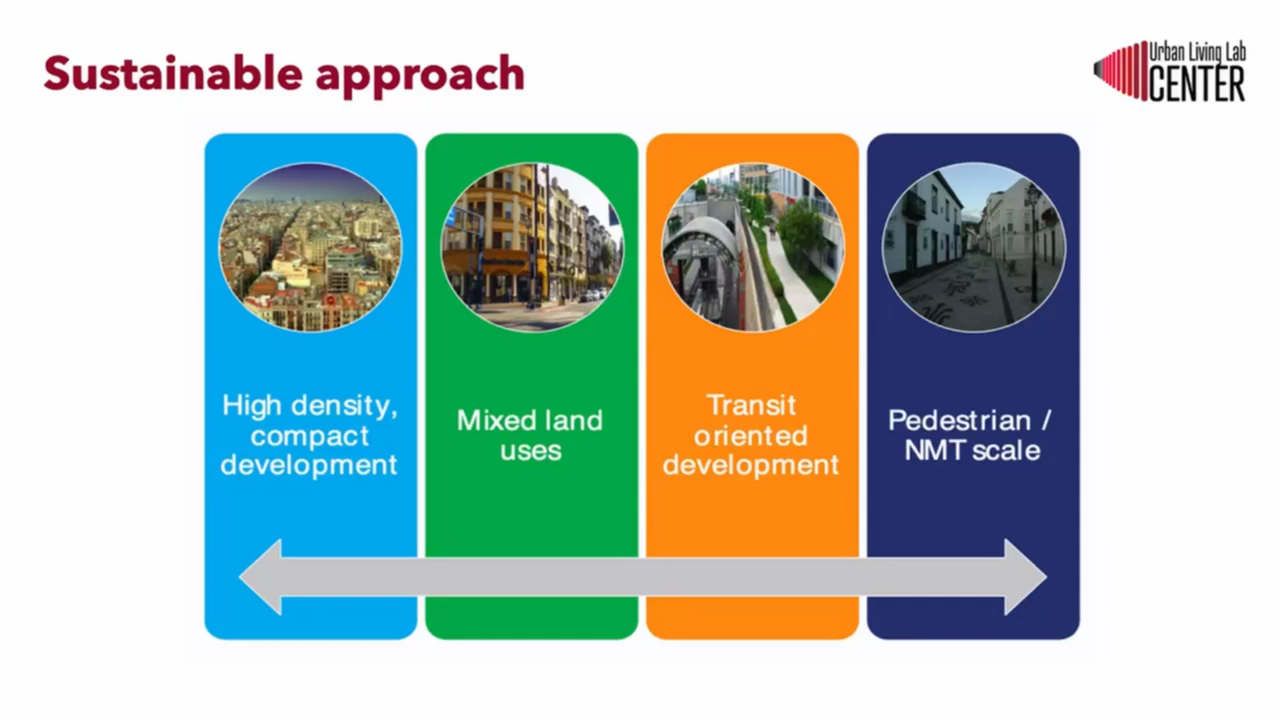 Sustainable approach
Urban Living Lab
CENTER
High density,
compact
development
Mixed land
uses
Transit
oriented
development
Pedestrian /
NMT scale